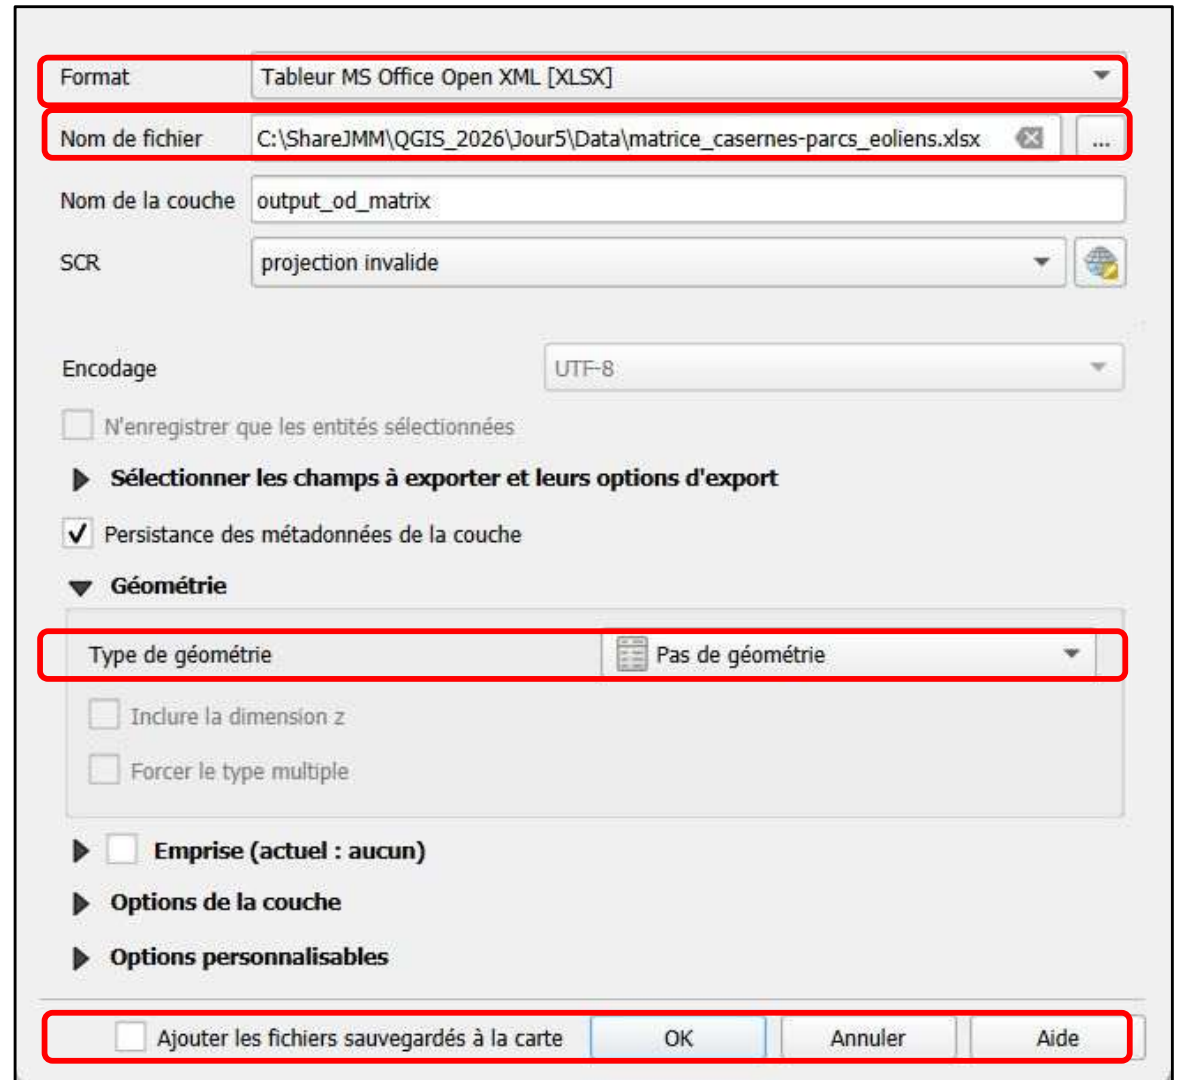 Format Tableur MS Office Open XML [XLSX]
Nom de fichier C:\ShareJMM\QGIS_2026\Jour5\Data\matrice_casernes-parcs_eoliens.xlsx ...
Nom de la couche output_od_matrix
SCR projection invalide
Encodage UTF-8
N'enregistrer que les entités sélectionnées
Sélectionner les champs à exporter et leurs options d'export
Persistance des métadonnées de la couche
Géométrie
Type de géométrie Pas de géométrie
Inclure la dimension z
Forcer le type multiple
Emprise (actuel : aucun)
Options de la couche
Options personnalisables
Ajouter les fichiers sauvegardés à la carte OK Annuler Aide